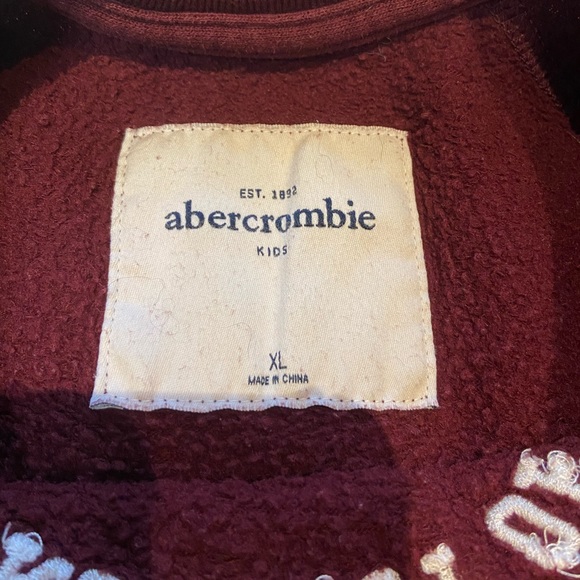 EST. 1892
abercrombie
KIDS
XL
MADE IN CHINA